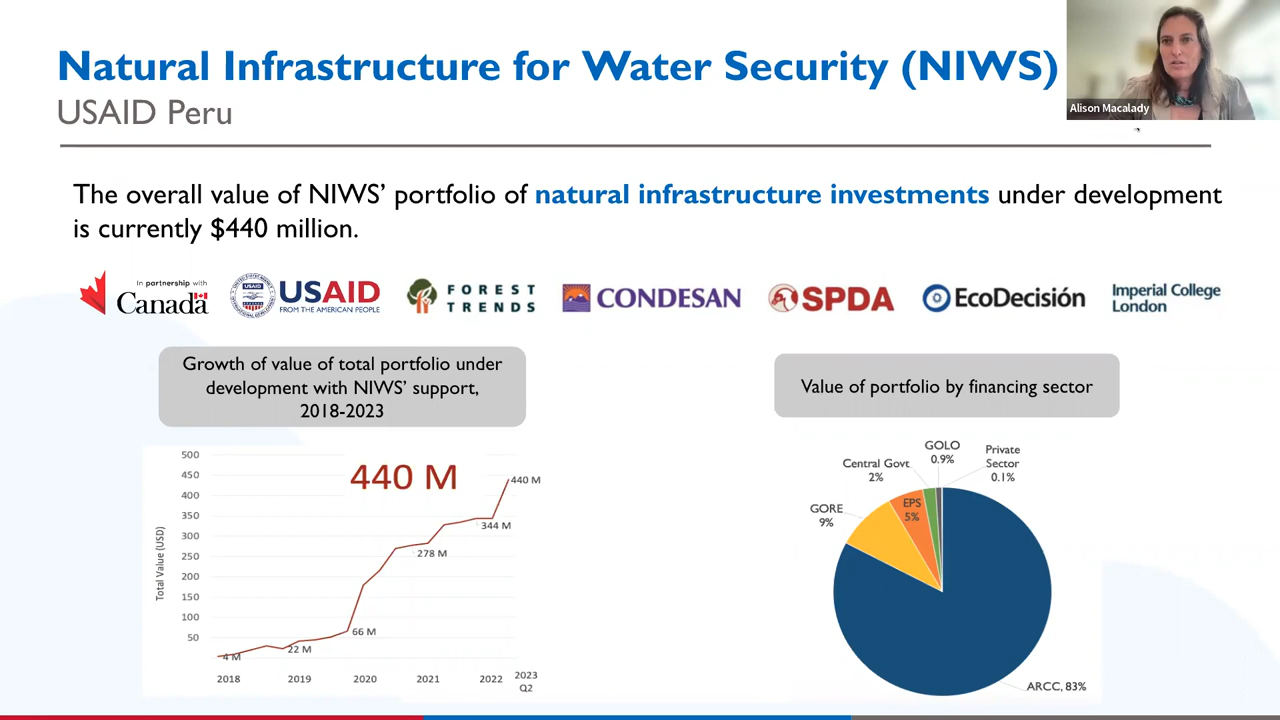 Natural Infrastructure for Water Security (NIWS)
USAID Peru
Alison Macalady
The overall value of NIWS' portfolio of natural infrastructure investments under development
is currently $440 million.
In partnership with
Canada
USAID
USAID
FROM THE AMERICAN PEOPLE
FOREST
TRENDS
CONDESAN
SPDA
EcoDecisión
Imperial College
London
Growth of value of total portfolio under
development with NIWS' support,
2018-2023
Value of portfolio by financing sector
Total Value (USD)
500
450
400
350
300
250
200
150
100
50
440 M
440 M
344 M
278 M
66 M
22 M
4 M
2018
2019
2020
2021
2022
2023
Q2
GOLO
0.9%
Private
Sector
0.1%
Central Govt
2%
GORE
9%
EPS
5%
ARCC, 83%